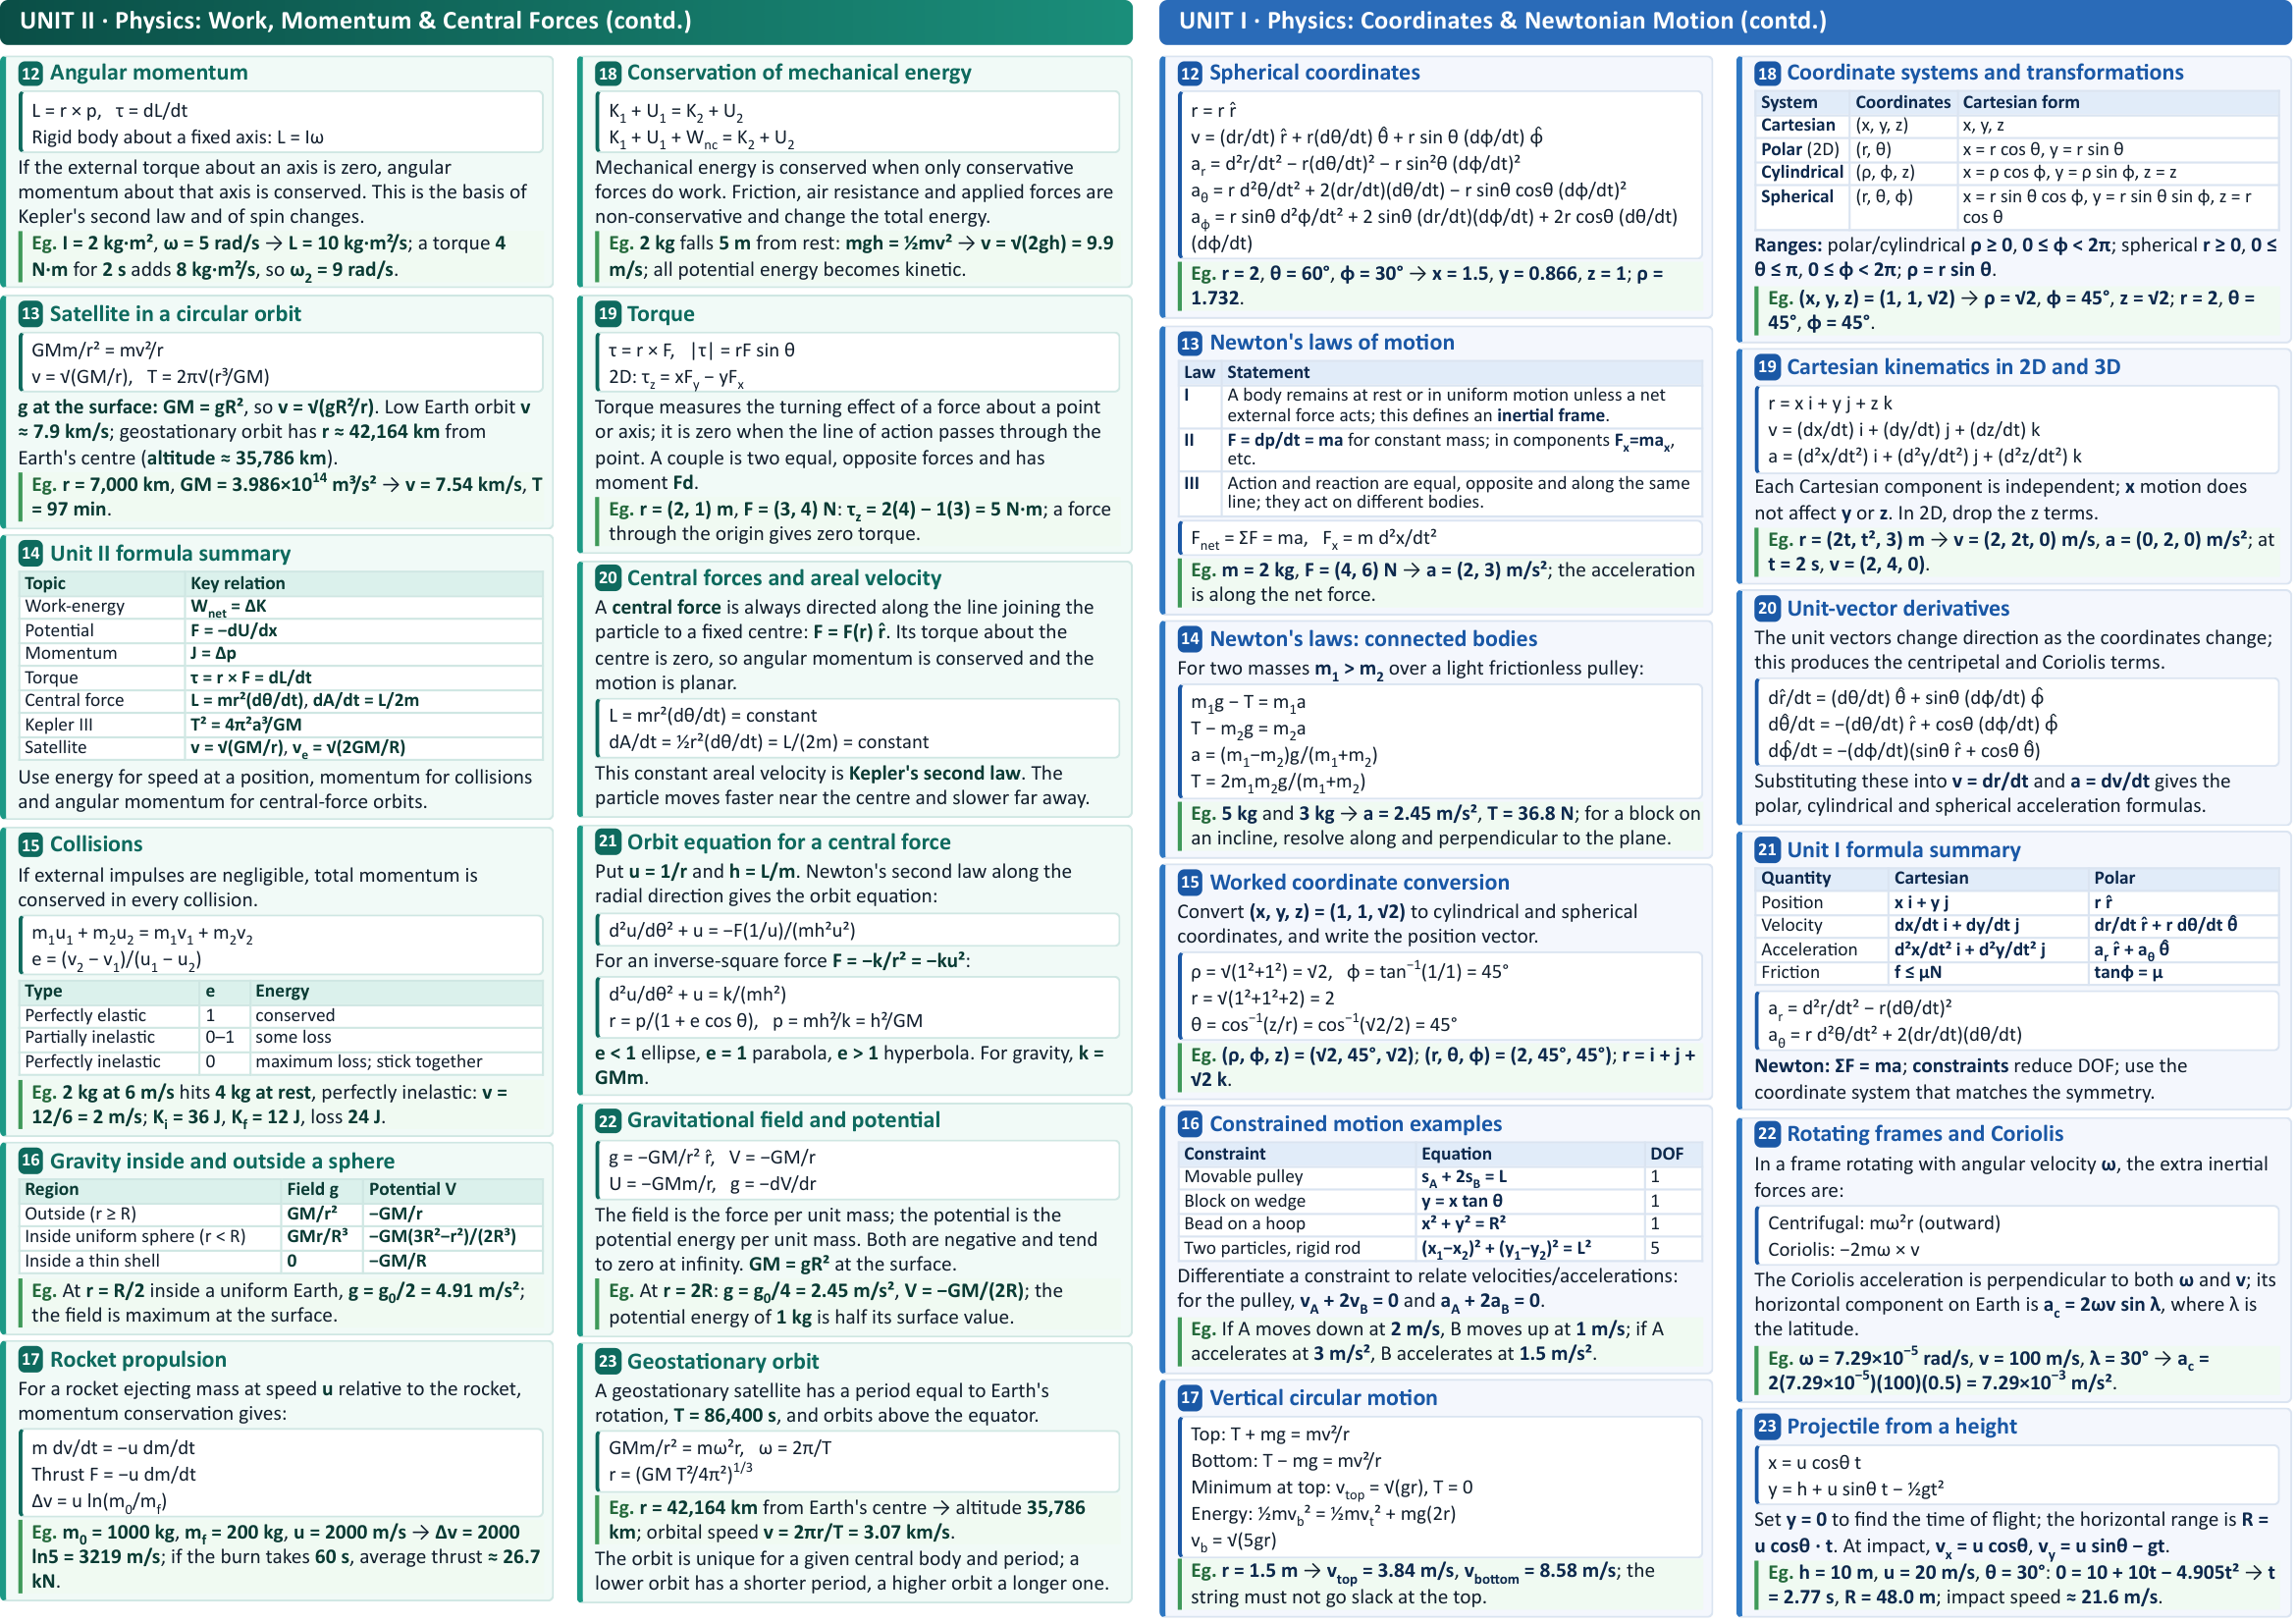 UNIT II · Physics: Work, Momentum & Central Forces (contd.)
12 Angular momentum
L = r × p, τ = dL/dt
Rigid body about a fixed axis: L = Iω
If the external torque about an axis is zero, angular
momentum about that axis is conserved. This is the basis of
Kepler's second law and of spin changes.
Eg. I = 2 kg·m², ω = 5 rad/s → L = 10 kg·m²/s; a torque 4
N·m for 2 s adds 8 kg·m²/s, so ω₂ = 9 rad/s.
13 Satellite in a circular orbit
GMm/r² = mv²/r
v = √(GM/r), T = 2π√(r³/GM)
g at the surface: GM = gR², so v = √(gR²/r). Low Earth orbit v
≈ 7.9 km/s; geostationary orbit has r ≈ 42,164 km from
Earth's centre (altitude ≈ 35,786 km).
Eg. r = 7,000 km, GM = 3.986×10¹⁴ m³/s² → v = 7.54 km/s, T
= 97 min.
14 Unit II formula summary
Topic Key relation
Work-energy W_net = ΔK
Potential F = −dU/dx
Momentum J = Δp
Torque τ = r × F = dL/dt
Central force L = mr²(dθ/dt), dA/dt = L/2m
Kepler III T² = 4π²a³/GM
Satellite v = √(GM/r), vₑ = √(2GM/R)
Use energy for speed at a position, momentum for collisions
and angular momentum for central-force orbits.
15 Collisions
If external impulses are negligible, total momentum is
conserved in every collision.
m₁u₁ + m₂u₂ = m₁v₁ + m₂v₂
e = (v₂ − v₁)/(u₁ − u₂)
Type e Energy
Perfectly elastic 1 conserved
Partially inelastic 0–1 some loss
Perfectly inelastic 0 maximum loss; stick together
Eg. 2 kg at 6 m/s hits 4 kg at rest, perfectly inelastic: v =
12/6 = 2 m/s; K_i = 36 J, K_f = 12 J, loss 24 J.
16 Gravity inside and outside a sphere
Region Field g Potential V
Outside (r ≥ R) GM/r² −GM/r
Inside uniform sphere (r < R) GMr/R³ −GM(3R²−r²)/(2R³)
Inside a thin shell 0 −GM/R
Eg. At r = R/2 inside a uniform Earth, g = g₀/2 = 4.91 m/s²;
the field is maximum at the surface.
17 Rocket propulsion
For a rocket ejecting mass at speed u relative to the rocket,
momentum conservation gives:
m dv/dt = −u dm/dt
Thrust F = −u dm/dt
Δv = u ln(m₀/m_f)
Eg. m₀ = 1000 kg, m_f = 200 kg, u = 2000 m/s → Δv = 2000
ln5 = 3219 m/s; if the burn takes 60 s, average thrust ≈ 26.7
kN.
18 Conservation of mechanical energy
K₁ + U₁ = K₂ + U₂
K₁ + U₁ + W_nc = K₂ + U₂
Mechanical energy is conserved when only conservative
forces do work. Friction, air resistance and applied forces are
non-conservative and change the total energy.
Eg. 2 kg falls 5 m from rest: mgh = ½mv² → v = √(2gh) = 9.9
m/s; all potential energy becomes kinetic.
19 Torque
τ = r × F, |τ| = rF sin θ
2D: τ_z = xF_y − yF_x
Torque measures the turning effect of a force about a point
or axis; it is zero when the line of action passes through the
point. A couple is two equal, opposite forces and has
moment Fd.
Eg. r = (2, 1) m, F = (3, 4) N: τ_z = 2(4) − 1(3) = 5 N·m; a force
through the origin gives zero torque.
20 Central forces and areal velocity
A central force is always directed along the line joining the
particle to a fixed centre: F = F(r) r̂. Its torque about the
centre is zero, so angular momentum is conserved and the
motion is planar.
L = mr²(dθ/dt) = constant
dA/dt = ½r²(dθ/dt) = L/(2m) = constant
This constant areal velocity is Kepler's second law. The
particle moves faster near the centre and slower far away.
21 Orbit equation for a central force
Put u = 1/r and h = L/m. Newton's second law along the
radial direction gives the orbit equation:
d²u/dθ² + u = −F(1/u)/(mh²u²)
For an inverse-square force F = −k/r² = −ku²:
d²u/dθ² + u = k/(mh²)
r = p/(1 + e cos θ), p = mh²/k = h²/GM
e < 1 ellipse, e = 1 parabola, e > 1 hyperbola. For gravity, k =
GMm.
22 Gravitational field and potential
g = −GM/r² r̂, V = −GM/r
U = −GMm/r, g = −dV/dr
The field is the force per unit mass; the potential is the
potential energy per unit mass. Both are negative and tend
to zero at infinity. GM = gR² at the surface.
Eg. At r = 2R: g = g₀/4 = 2.45 m/s², V = −GM/(2R); the
potential energy of 1 kg is half its surface value.
23 Geostationary orbit
A geostationary satellite has a period equal to Earth's
rotation, T = 86,400 s, and orbits above the equator.
GMm/r² = mω²r, ω = 2π/T
r = (GM T²/4π²)^1/3
Eg. r = 42,164 km from Earth's centre → altitude 35,786
km; orbital speed v = 2πr/T = 3.07 km/s.
The orbit is unique for a given central body and period; a
lower orbit has a shorter period, a higher orbit a longer one.
UNIT I · Physics: Coordinates & Newtonian Motion (contd.)
12 Spherical coordinates
r = r r̂
v = (dr/dt) r̂ + r(dθ/dt) θ̂ + r sin θ (dϕ/dt) ϕ̂
a_r = d²r/dt² − r(dθ/dt)² − r sin²θ (dϕ/dt)²
a_θ = r d²θ/dt² + 2(dr/dt)(dθ/dt) − r sinθ cosθ (dϕ/dt)²
a_ϕ = r sinθ d²ϕ/dt² + 2 sinθ (dr/dt)(dϕ/dt) + 2r cosθ (dθ/dt)
(dϕ/dt)
Eg. r = 2, θ = 60°, ϕ = 30° → x = 1.5, y = 0.866, z = 1; ρ =
1.732.
13 Newton's laws of motion
Law Statement
I A body remains at rest or in uniform motion unless a net
external force acts; this defines an inertial frame.
II F = dp/dt = ma for constant mass; in components F_x=ma_x,
etc.
III Action and reaction are equal, opposite and along the same
line; they act on different bodies.
F_net = ΣF = ma, F_x = m d²x/dt²
Eg. m = 2 kg, F = (4, 6) N → a = (2, 3) m/s²; the acceleration
is along the net force.
14 Newton's laws: connected bodies
For two masses m₁ > m₂ over a light frictionless pulley:
m₁g − T = m₁a
T − m₂g = m₂a
a = (m₁−m₂)g/(m₁+m₂)
T = 2m₁m₂g/(m₁+m₂)
Eg. 5 kg and 3 kg → a = 2.45 m/s², T = 36.8 N; for a block on
an incline, resolve along and perpendicular to the plane.
15 Worked coordinate conversion
Convert (x, y, z) = (1, 1, √2) to cylindrical and spherical
coordinates, and write the position vector.
ρ = √(1²+1²) = √2, ϕ = tan⁻¹(1/1) = 45°
r = √(1²+1²+2) = 2
θ = cos⁻¹(z/r) = cos⁻¹(√2/2) = 45°
Eg. (ρ, ϕ, z) = (√2, 45°, √2); (r, θ, ϕ) = (2, 45°, 45°); r = i + j +
√2 k.
16 Constrained motion examples
Constraint Equation DOF
Movable pulley s_A + 2s_B = L 1
Block on wedge y = x tan θ 1
Bead on a hoop x² + y² = R² 1
Two particles, rigid rod (x₁−x₂)² + (y₁−y₂)² = L² 5
Differentiate a constraint to relate velocities/accelerations:
for the pulley, v_A + 2v_B = 0 and a_A + 2a_B = 0.
Eg. If A moves down at 2 m/s, B moves up at 1 m/s; if A
accelerates at 3 m/s², B accelerates at 1.5 m/s².
17 Vertical circular motion
Top: T + mg = mv²/r
Bottom: T − mg = mv²/r
Minimum at top: v_top = √(gr), T = 0
Energy: ½mv_b² = ½mv_t² + mg(2r)
v_b = √(5gr)
Eg. r = 1.5 m → v_top = 3.84 m/s, v_bottom = 8.58 m/s; the
string must not go slack at the top.
18 Coordinate systems and transformations
System Coordinates Cartesian form
Cartesian (x, y, z) x, y, z
Polar (2D) (r, θ) x = r cos θ, y = r sin θ
Cylindrical (ρ, ϕ, z) x = ρ cos ϕ, y = ρ sin ϕ, z = z
Spherical (r, θ, ϕ) x = r sin θ cos ϕ, y = r sin θ sin ϕ, z = r
cos θ
Ranges: polar/cylindrical ρ ≥ 0, 0 ≤ ϕ < 2π; spherical r ≥ 0, 0 ≤
θ ≤ π, 0 ≤ ϕ < 2π; ρ = r sin θ.
Eg. (x, y, z) = (1, 1, √2) → ρ = √2, ϕ = 45°, z = √2; r = 2, θ =
45°, ϕ = 45°.
19 Cartesian kinematics in 2D and 3D
r = x i + y j + z k
v = (dx/dt) i + (dy/dt) j + (dz/dt) k
a = (d²x/dt²) i + (d²y/dt²) j + (d²z/dt²) k
Each Cartesian component is independent; x motion does
not affect y or z. In 2D, drop the z terms.
Eg. r = (2t, t², 3) m → v = (2, 2t, 0) m/s, a = (0, 2, 0) m/s²; at
t = 2 s, v = (2, 4, 0).
20 Unit-vector derivatives
The unit vectors change direction as the coordinates change;
this produces the centripetal and Coriolis terms.
dr̂/dt = (dθ/dt) θ̂ + sinθ (dϕ/dt) ϕ̂
dθ̂/dt = −(dθ/dt) r̂ + cosθ (dϕ/dt) ϕ̂
dϕ̂/dt = −(dϕ/dt)(sinθ r̂ + cosθ θ̂)
Substituting these into v = dr/dt and a = dv/dt gives the
polar, cylindrical and spherical acceleration formulas.
21 Unit I formula summary
Quantity Cartesian Polar
Position x i + y j r r̂
Velocity dx/dt i + dy/dt j dr/dt r̂ + r dθ/dt θ̂
Acceleration d²x/dt² i + d²y/dt² j a_r r̂ + a_θ θ̂
Friction f ≤ μN tanϕ = μ
a_r = d²r/dt² − r(dθ/dt)²
a_θ = r d²θ/dt² + 2(dr/dt)(dθ/dt)
Newton: ΣF = ma; constraints reduce DOF; use the
coordinate system that matches the symmetry.
22 Rotating frames and Coriolis
In a frame rotating with angular velocity ω, the extra inertial
forces are:
Centrifugal: mω²r (outward)
Coriolis: −2mω × v
The Coriolis acceleration is perpendicular to both ω and v; its
horizontal component on Earth is a_c = 2ωv sin λ, where λ is
the latitude.
Eg. ω = 7.29×10⁻⁵ rad/s, v = 100 m/s, λ = 30° → a_c =
2(7.29×10⁻⁵)(100)(0.5) = 7.29×10⁻³ m/s².
23 Projectile from a height
x = u cosθ t
y = h + u sinθ t − ½gt²
Set y = 0 to find the time of flight; the horizontal range is R =
u cosθ · t. At impact, v_x = u cosθ, v_y = u sinθ − gt.
Eg. h = 10 m, u = 20 m/s, θ = 30°: 0 = 10 + 10t − 4.905t² → t
= 2.77 s, R = 48.0 m; impact speed ≈ 21.6 m/s.